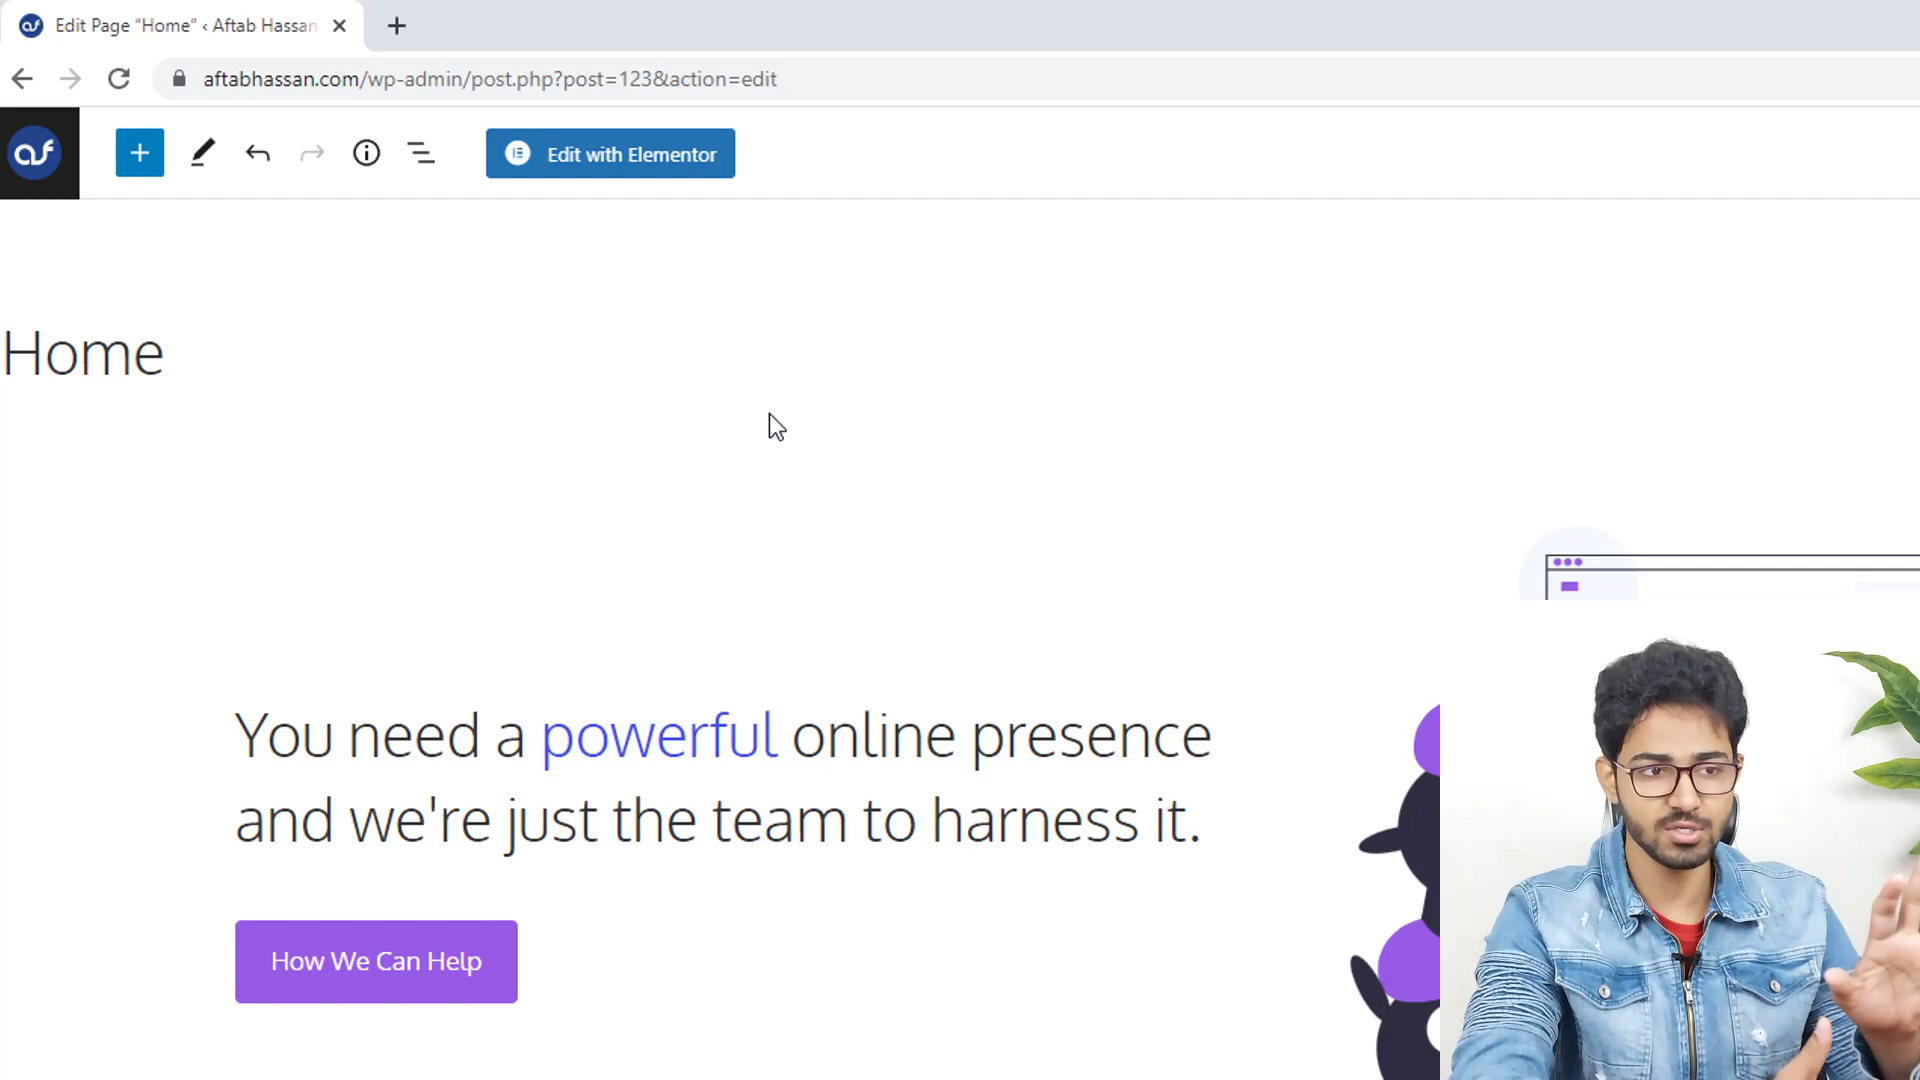 Edit Page “Home” ‹ Aftab Hassan
aftabhassan.com/wp-admin/post.php?post=123&action=edit
af
Edit with Elementor
Home
You need a powerful online presence
and we're just the team to harness it.
How We Can Help